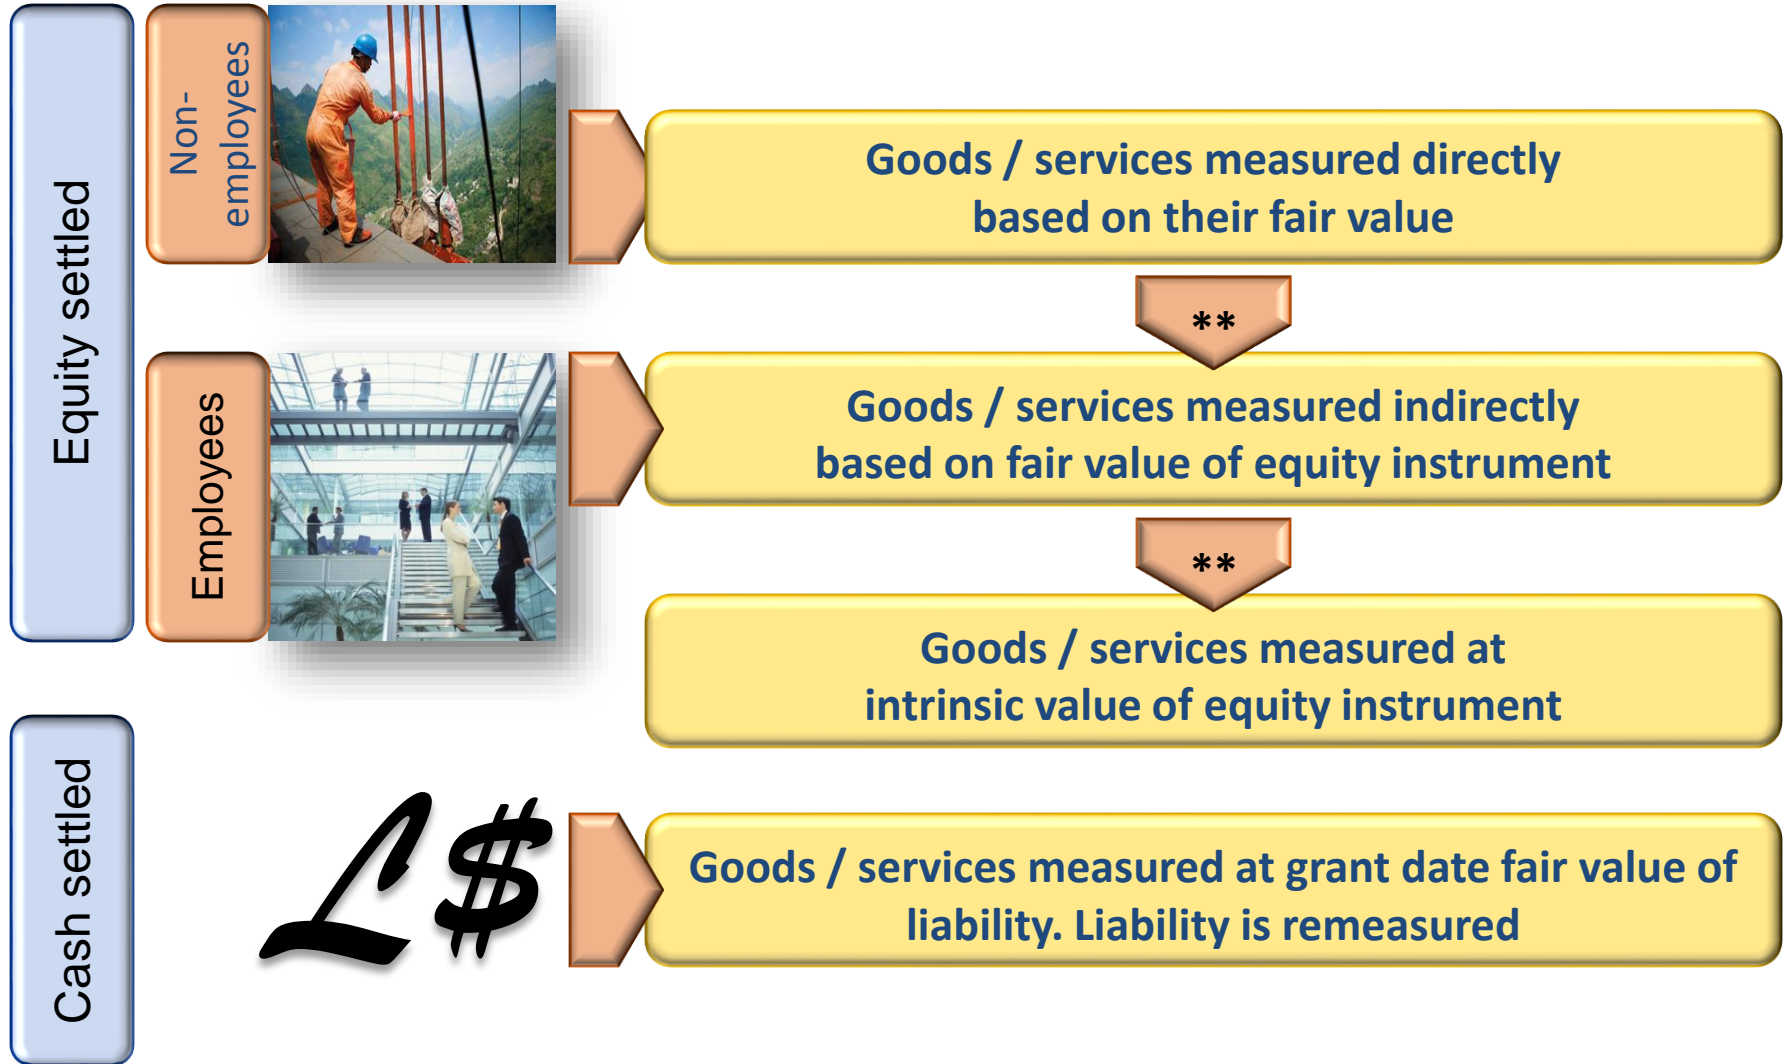 Equity settled
Non-
employees
Goods / services measured directly
based on their fair value
**
Employees
Goods / services measured indirectly
based on fair value of equity instrument
**
Goods / services measured at
intrinsic value of equity instrument
Cash settled
L$
Goods / services measured at grant date fair value of
liability. Liability is remeasured